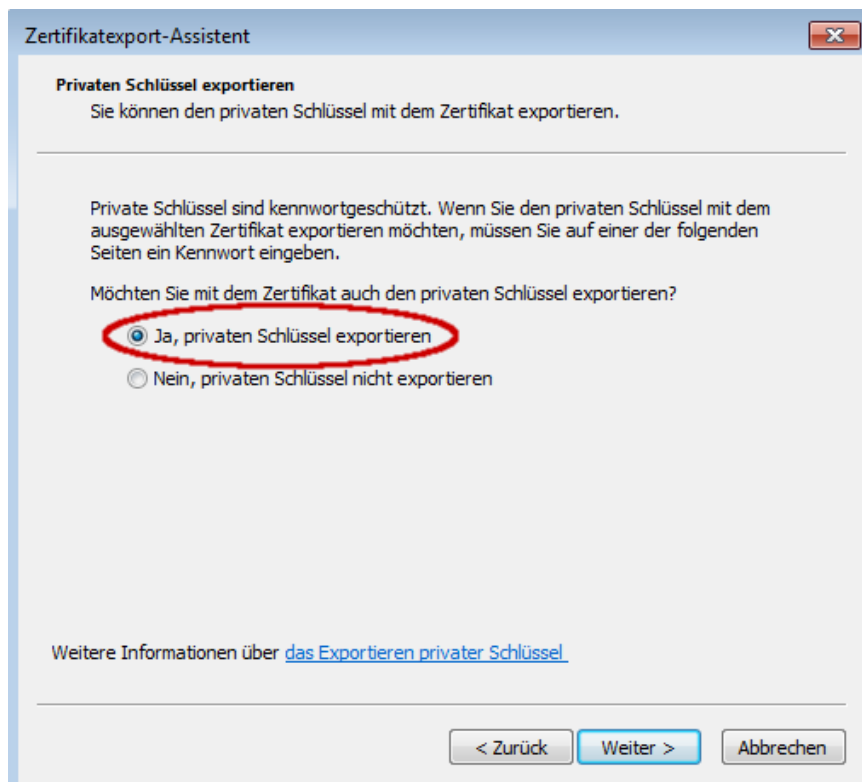 Zertifikatexport-Assistent
Privaten Schlüssel exportieren
Sie können den privaten Schlüssel mit dem Zertifikat exportieren.
Private Schlüssel sind kennwortgeschützt. Wenn Sie den privaten Schlüssel mit dem
ausgewählten Zertifikat exportieren möchten, müssen Sie auf einer der folgenden
Seiten ein Kennwort eingeben.
Möchten Sie mit dem Zertifikat auch den privaten Schlüssel exportieren?
Ja, privaten Schlüssel exportieren
Nein, privaten Schlüssel nicht exportieren
Weitere Informationen über das Exportieren privater Schlüssel
< Zurück Weiter > Abbrechen